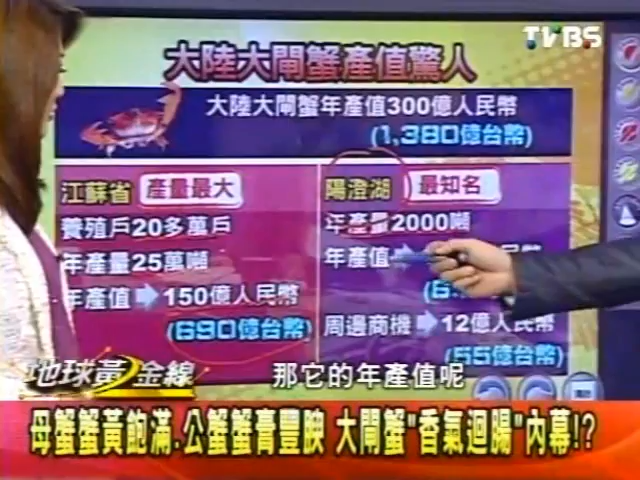 TVBS
大陸大閘蟹產值驚人
大陸大閘蟹年產值300億人民幣
(1,380億台幣)
江蘇省 產量最大
養殖戶20多萬戶
年產量25萬噸
年產值 150億人民幣
(690億台幣)
陽澄湖 最知名
年產量2000噸
年產值
民幣
幣)
周邊商機 12億人民幣
(55億台幣)
地球黃金線
那它的年產值呢
母蟹蟹黃飽滿.公蟹蟹膏豐腴 大閘蟹"香氣迴腸"內幕!?